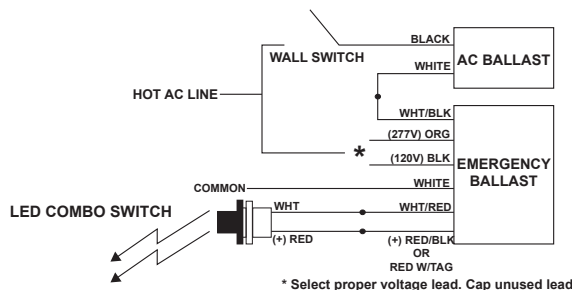 BLACK
WALL SWITCH
AC BALLAST
WHITE
HOT AC LINE
WHT/BLK
(277V) ORG
*
(120V) BLK
EMERGENCY
BALLAST
COMMON
WHITE
LED COMBO SWITCH
WHT
WHT/RED
(+) RED
(+) RED/BLK
OR
RED W/TAG
* Select proper voltage lead. Cap unused lead